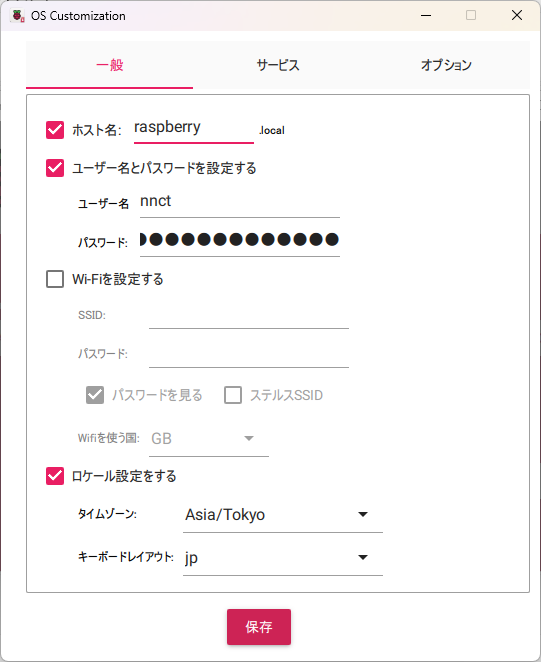 OS Customization
一般 サービス オプション
ホスト名: raspberry .local
ユーザー名とパスワードを設定する
ユーザー名 nnct
パスワード: ●●●●●●●●●●●●●
Wi-Fiを設定する
SSID:
パスワード:
パスワードを見る ステルスSSID
Wifiを使う国: GB
ロケール設定をする
タイムゾーン: Asia/Tokyo
キーボードレイアウト: jp
保存